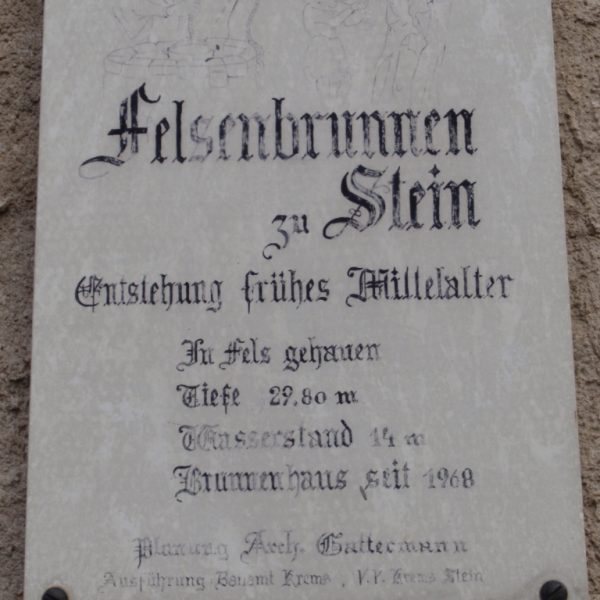 Felsenbrunnen
zu Stein
Entstehung frühes Mittelalter
In Fels gehauen
Tiefe 29.80 m
Wasserstand 14 m
Brunnenhaus seit 1968
Planung Arch. Gattermann
Ausführung Bauamt Krems, V.V. Krems Stein